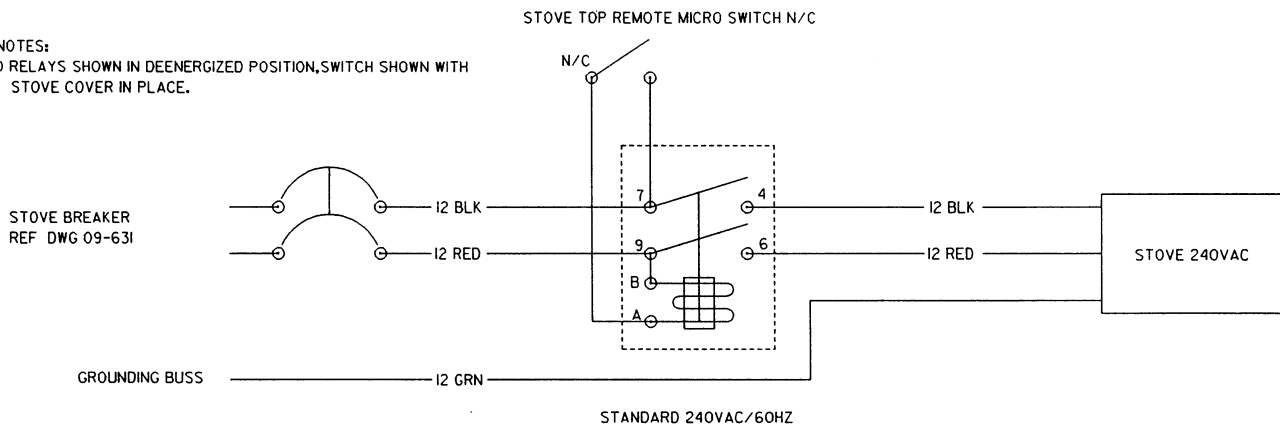 STOVE TOP REMOTE MICRO SWITCH N/C
NOTES:
RELAYS SHOWN IN DEENERGIZED POSITION,SWITCH SHOWN WITH
STOVE COVER IN PLACE.
N/C
STOVE BREAKER
REF DWG 09-631
12 BLK
12 RED
7
4
9
6
B
A
12 BLK
12 RED
STOVE 240VAC
GROUNDING BUSS
12 GRN
STANDARD 240VAC/60HZ